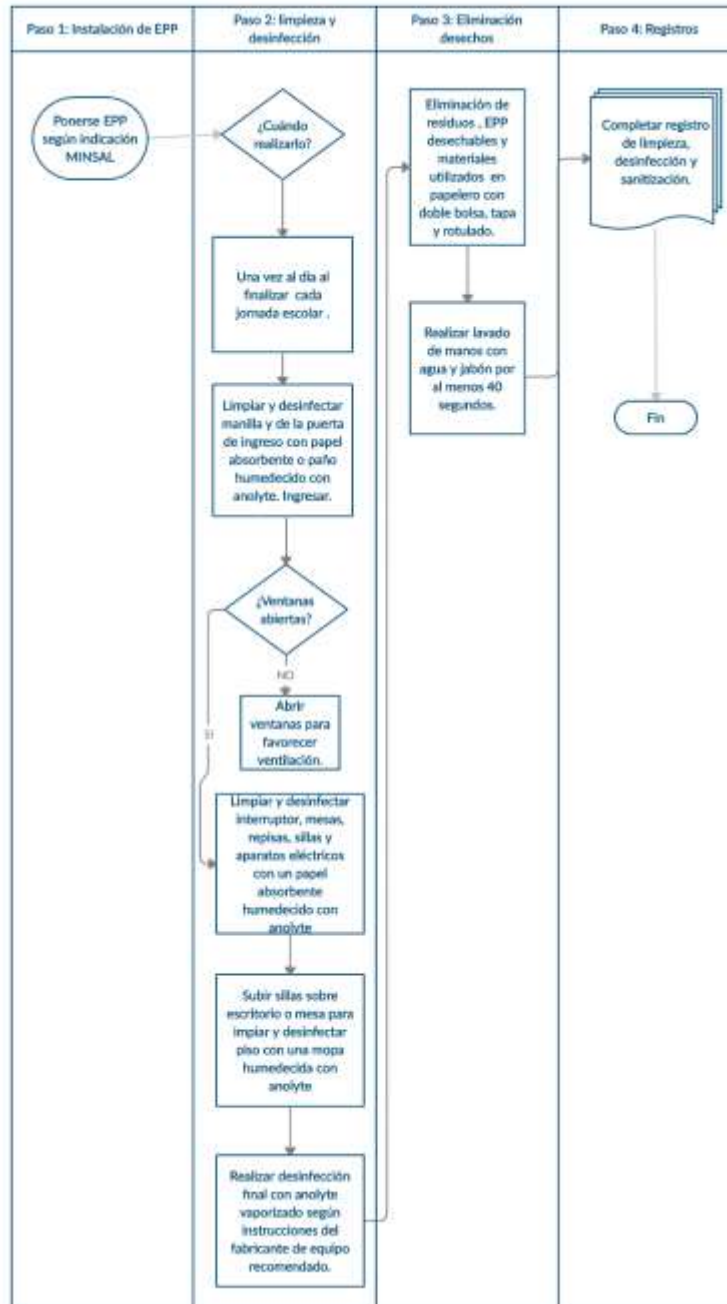 Paso 1: Instalación de EPP
Paso 2: limpieza y
desinfección
Paso 3: Eliminación
desechos
Paso 4: Registros
Ponerse EPP
según indicación
MINSAL
¿Cuándo
realizarlo?
Una vez al día al
finalizar cada
jornada escolar .
Limpiar y desinfectar
manilla y de la puerta
de ingreso con papel
absorbente o paño
humedecido con
anolyte. Ingresar.
¿Ventanas
abiertas?
NO
SI
Abrir
ventanas para
favorecer
ventilación.
Limpiar y desinfectar
interruptor, mesas,
repisas, sillas y
aparatos eléctricos
con un papel
absorbente
humedecido con
anolyte
Subir sillas sobre
escritorio o mesa para
impiar y desinfectar
piso con una mopa
humedecida con
anolyte
Realizar desinfección
final con anolyte
vaporizado según
instrucciones del
fabricante de equipo
recomendado.
Eliminación de
residuos , EPP
desechables y
materiales
utilizados en
papelero con
doble bolsa, tapa
y rotulado.
Realizar lavado
de manos con
agua y jabón por
al menos 40
segundos.
Completar registro
de limpieza,
desinfección y
sanitización.
Fin